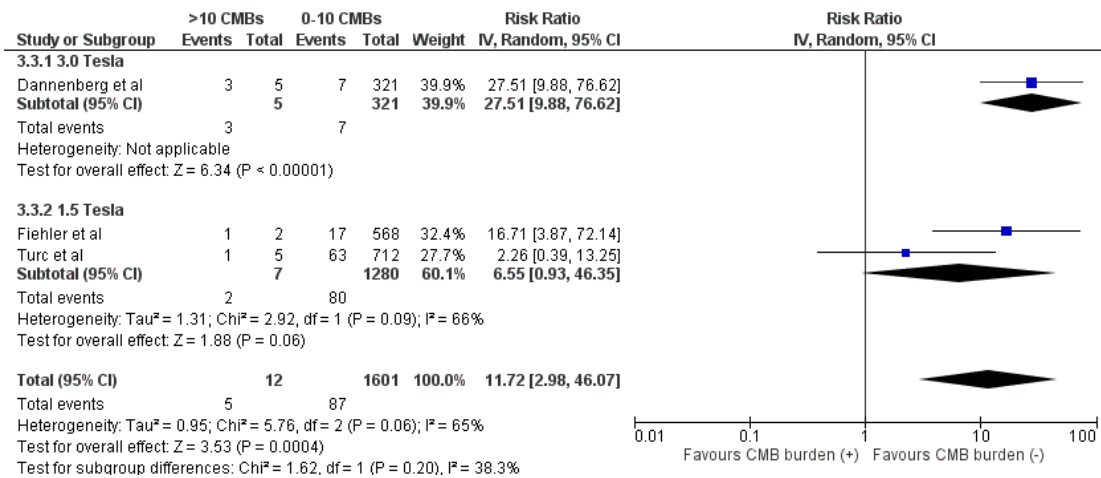 >10 CMBs 0-10 CMBs Risk Ratio Risk Ratio
Study or Subgroup Events Total Events Total Weight IV, Random, 95% CI IV, Random, 95% CI
3.3.1 3.0 Tesla
Dannenberg et al 3 5 7 321 39.9% 27.51 [9.88, 76.62]
Subtotal (95% CI) 5 321 39.9% 27.51 [9.88, 76.62]
Total events 3 7
Heterogeneity: Not applicable
Test for overall effect: Z = 6.34 (P < 0.00001)
3.3.2 1.5 Tesla
Fiehler et al 1 2 17 568 32.4% 16.71 [3.87, 72.14]
Turc et al 1 5 63 712 27.7% 2.26 [0.39, 13.25]
Subtotal (95% CI) 7 1280 60.1% 6.55 [0.93, 46.35]
Total events 2 80
Heterogeneity: Tau² = 1.31; Chi² = 2.92, df = 1 (P = 0.09); I² = 66%
Test for overall effect: Z = 1.88 (P = 0.06)
Total (95% CI) 12 1601 100.0% 11.72 [2.98, 46.07]
Total events 5 87
Heterogeneity: Tau² = 0.95; Chi² = 5.76, df = 2 (P = 0.06); I² = 65%
Test for overall effect: Z = 3.53 (P = 0.0004)
Test for subgroup differences: Chi² = 1.62, df = 1 (P = 0.20), I² = 38.3%
0.01 0.1 1 10 100
Favours CMB burden (+) Favours CMB burden (-)